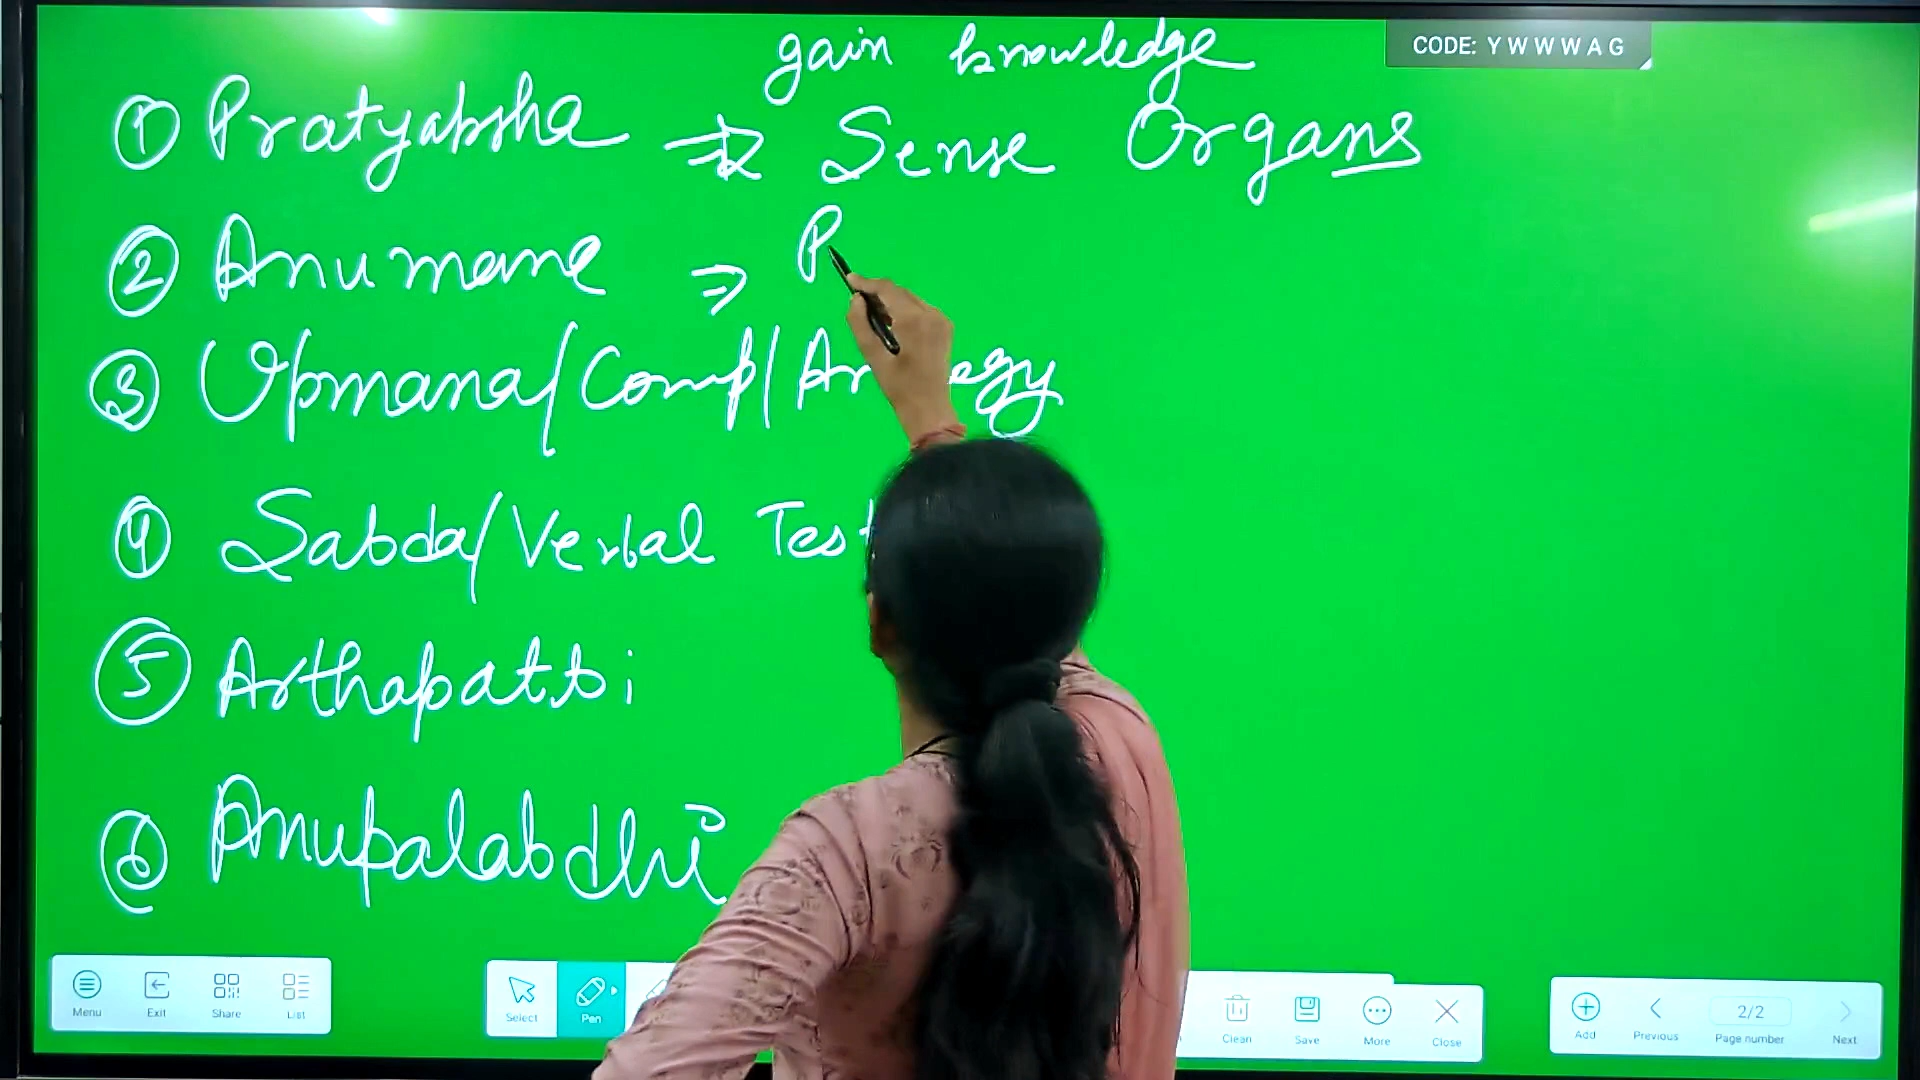 CODE: YWWWAG
gain knowledge
① Pratyaksha ⇒ Sense Organs
② Anumana ⇒ P
③ Upmana/Comp/An egy
④ Sabda/Verbal Test
⑤ Arthapatti
⑥ Anupalabdhi
Menu Exit Share List Select Pen Clean Save More Close Add Previous 2/2 Page number Next